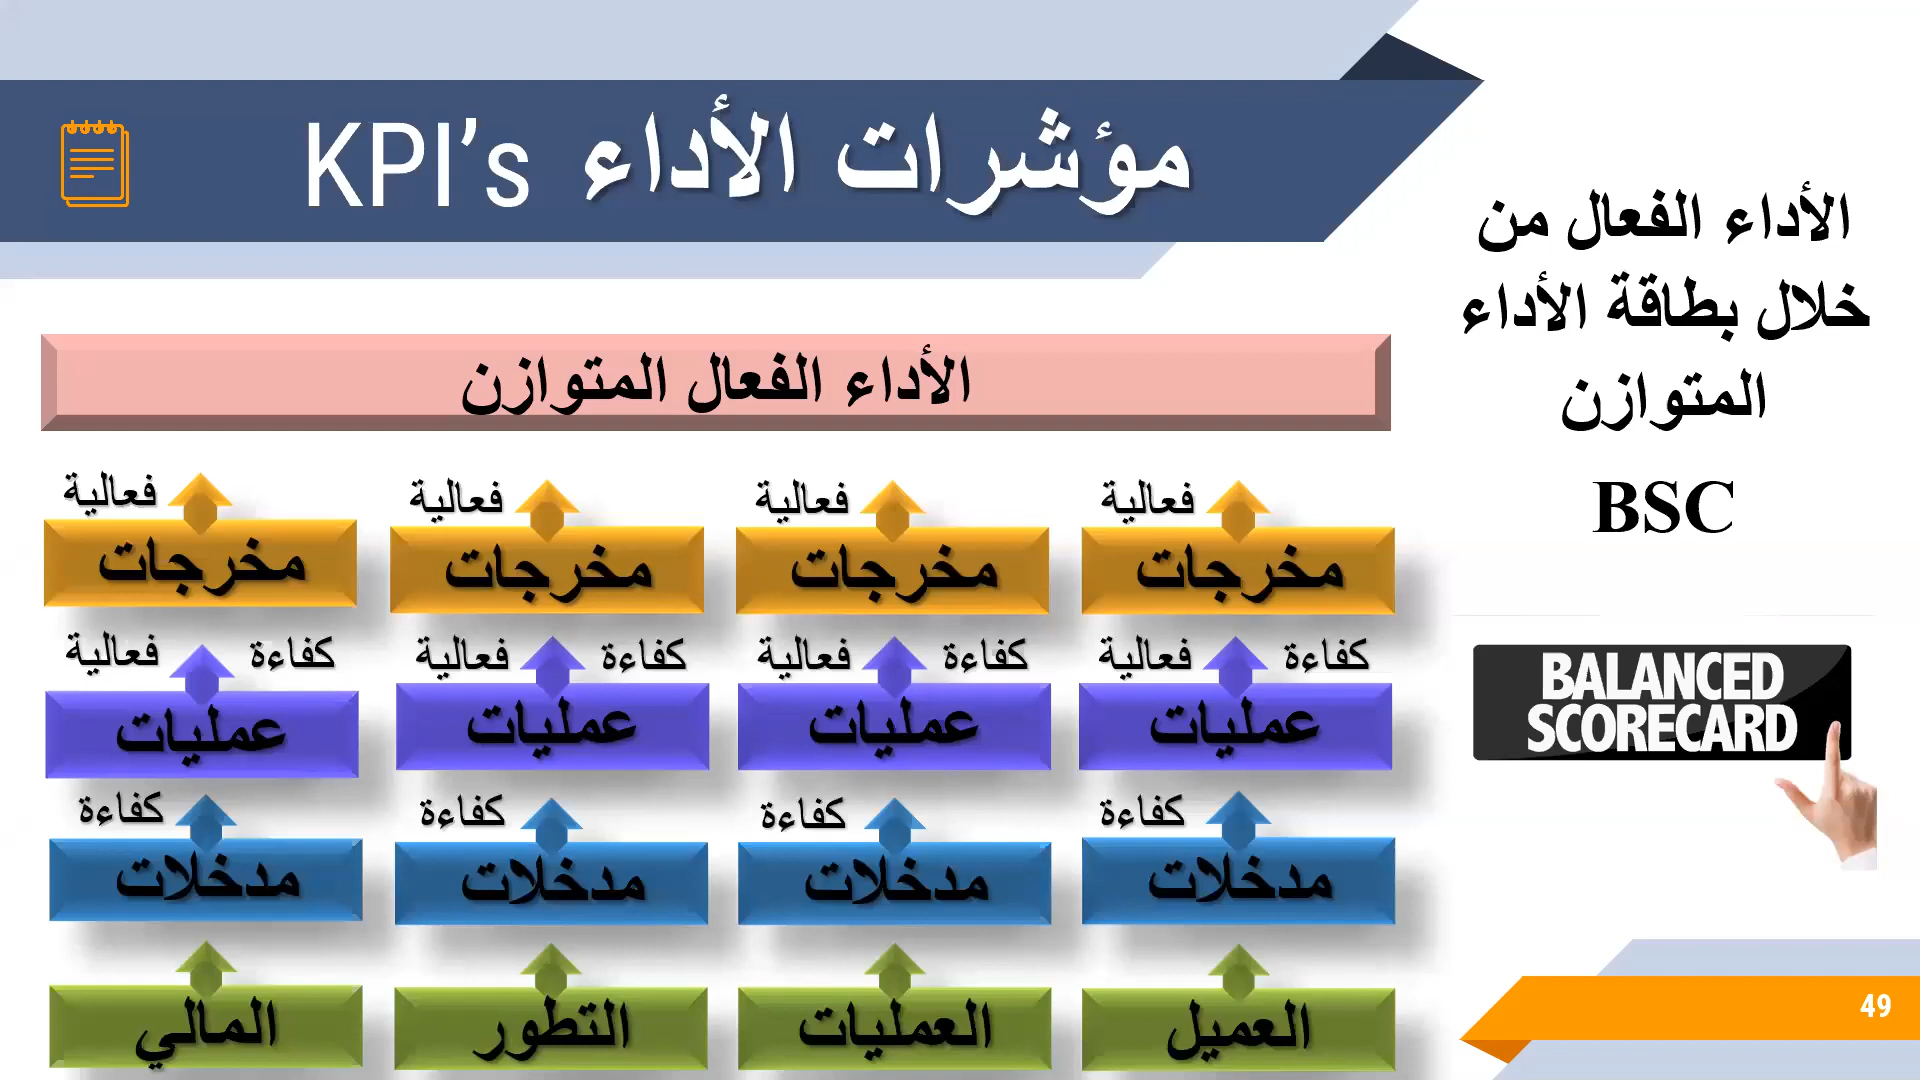 مؤشرات الأداء KPI’s
الأداء الفعال من
خلال بطاقة الأداء
المتوازن
BSC
BALANCED
SCORECARD
الأداء الفعال المتوازن
فعالية فعالية فعالية فعالية
مخرجات مخرجات مخرجات مخرجات
كفاءة فعالية كفاءة فعالية كفاءة فعالية كفاءة فعالية
عمليات عمليات عمليات عمليات
كفاءة كفاءة كفاءة كفاءة
مدخلات مدخلات مدخلات مدخلات
العميل العمليات التطور المالي
49